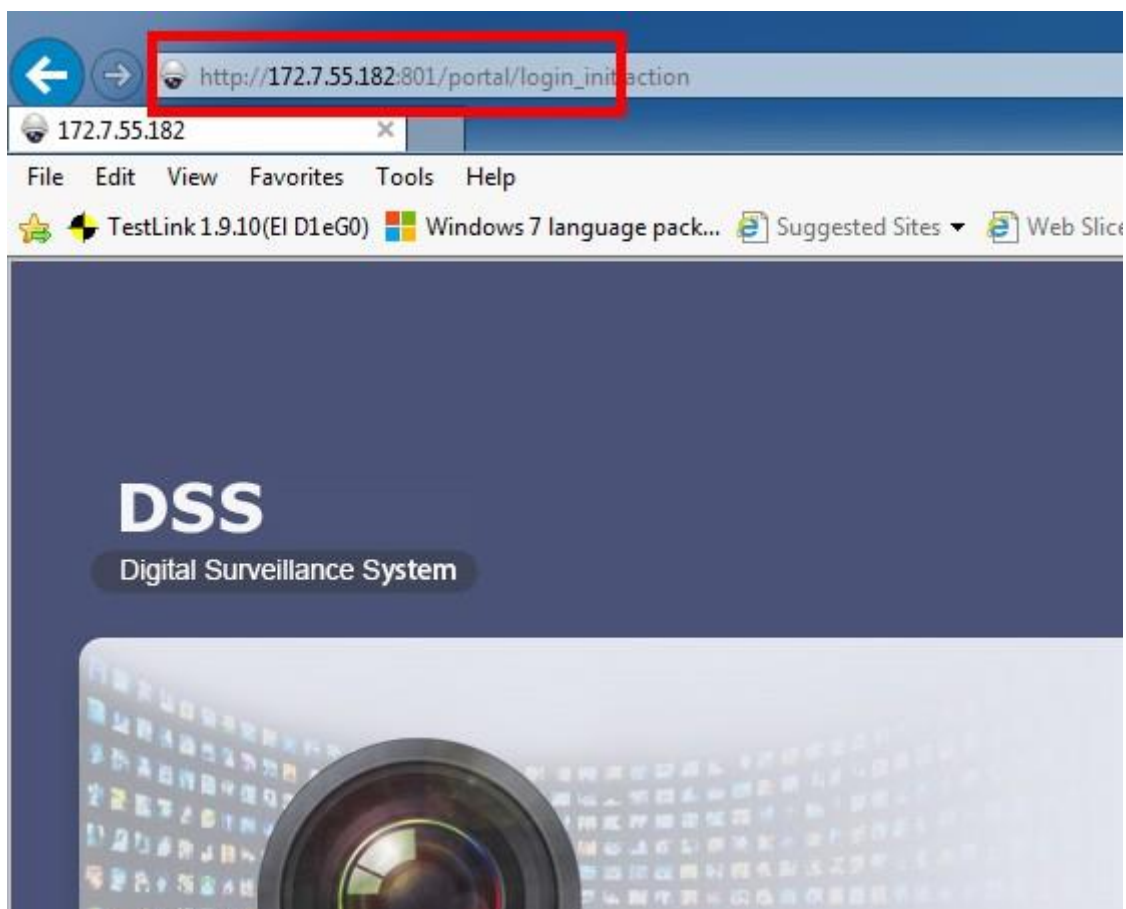 http://172.7.55.182:801/portal/login_init.action
172.7.55.182
File Edit View Favorites Tools Help
TestLink 1.9.10(El D1eG0) Windows 7 language pack... Suggested Sites Web Slice
DSS
Digital Surveillance System